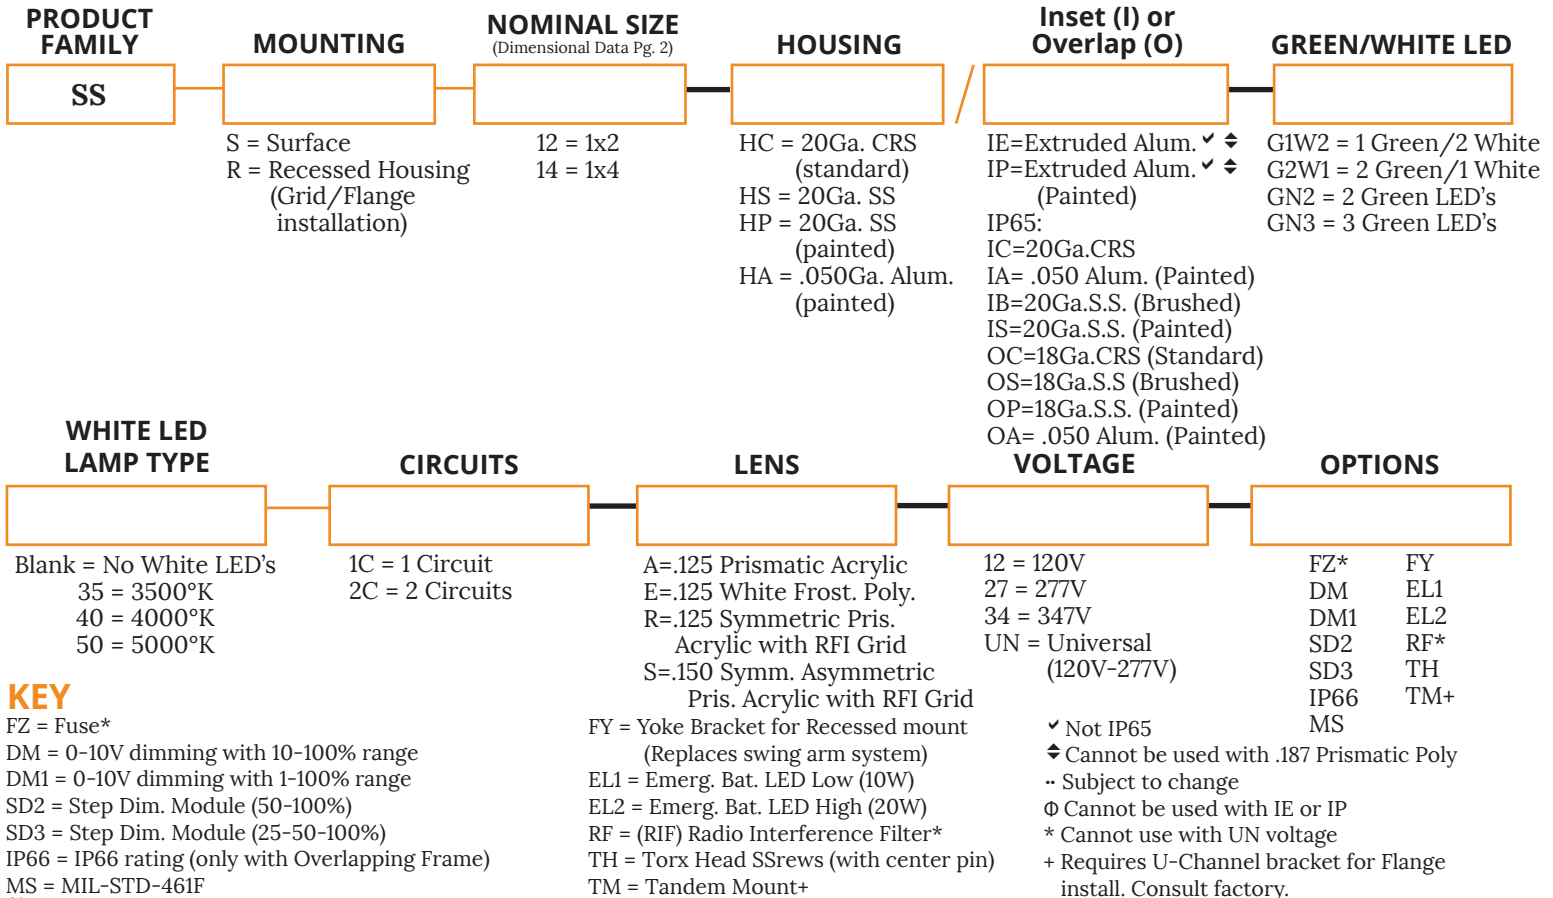 PRODUCT
FAMILY
SS
MOUNTING
S = Surface
R = Recessed Housing
(Grid/Flange
installation)
NOMINAL SIZE
(Dimensional Data Pg. 2)
12 = 1x2
14 = 1x4
HOUSING
HC = 20Ga. CRS
(standard)
HS = 20Ga. SS
HP = 20Ga. SS
(painted)
HA = .050Ga. Alum.
(painted)
/
Inset (I) or
Overlap (O)
IE=Extruded Alum. ✔ ♦
IP=Extruded Alum. ✔ ♦
(Painted)
IP65:
IC=20Ga.CRS
IA= .050 Alum. (Painted)
IB=20Ga.S.S. (Brushed)
IS=20Ga.S.S. (Painted)
OC=18Ga.CRS (Standard)
OS=18Ga.S.S (Brushed)
OP=18Ga.S.S. (Painted)
OA= .050 Alum. (Painted)
GREEN/WHITE LED
G1W2 = 1 Green/2 White
G2W1 = 2 Green/1 White
GN2 = 2 Green LED's
GN3 = 3 Green LED's
WHITE LED
LAMP TYPE
Blank = No White LED's
35 = 3500°K
40 = 4000°K
50 = 5000°K
CIRCUITS
1C = 1 Circuit
2C = 2 Circuits
LENS
A=.125 Prismatic Acrylic
E=.125 White Frost. Poly.
R=.125 Symmetric Pris.
Acrylic with RFI Grid
S=.150 Symm. Asymmetric
Pris. Acrylic with RFI Grid
VOLTAGE
12 = 120V
27 = 277V
34 = 347V
UN = Universal
(120V-277V)
OPTIONS
FZ*
DM
DM1
SD2
SD3
IP66
MS
FY
EL1
EL2
RF*
TH
TM+
KEY
FZ = Fuse*
DM = 0-10V dimming with 10-100% range
DM1 = 0-10V dimming with 1-100% range
SD2 = Step Dim. Module (50-100%)
SD3 = Step Dim. Module (25-50-100%)
IP66 = IP66 rating (only with Overlapping Frame)
MS = MIL-STD-461F
FY = Yoke Bracket for Recessed mount
(Replaces swing arm system)
EL1 = Emerg. Bat. LED Low (10W)
EL2 = Emerg. Bat. LED High (20W)
RF = (RIF) Radio Interference Filter*
TH = Torx Head SSrews (with center pin)
TM = Tandem Mount+
✔ Not IP65
♦ Cannot be used with .187 Prismatic Poly
·· Subject to change
Φ Cannot be used with IE or IP
* Cannot use with UN voltage
+ Requires U-Channel bracket for Flange
install. Consult factory.